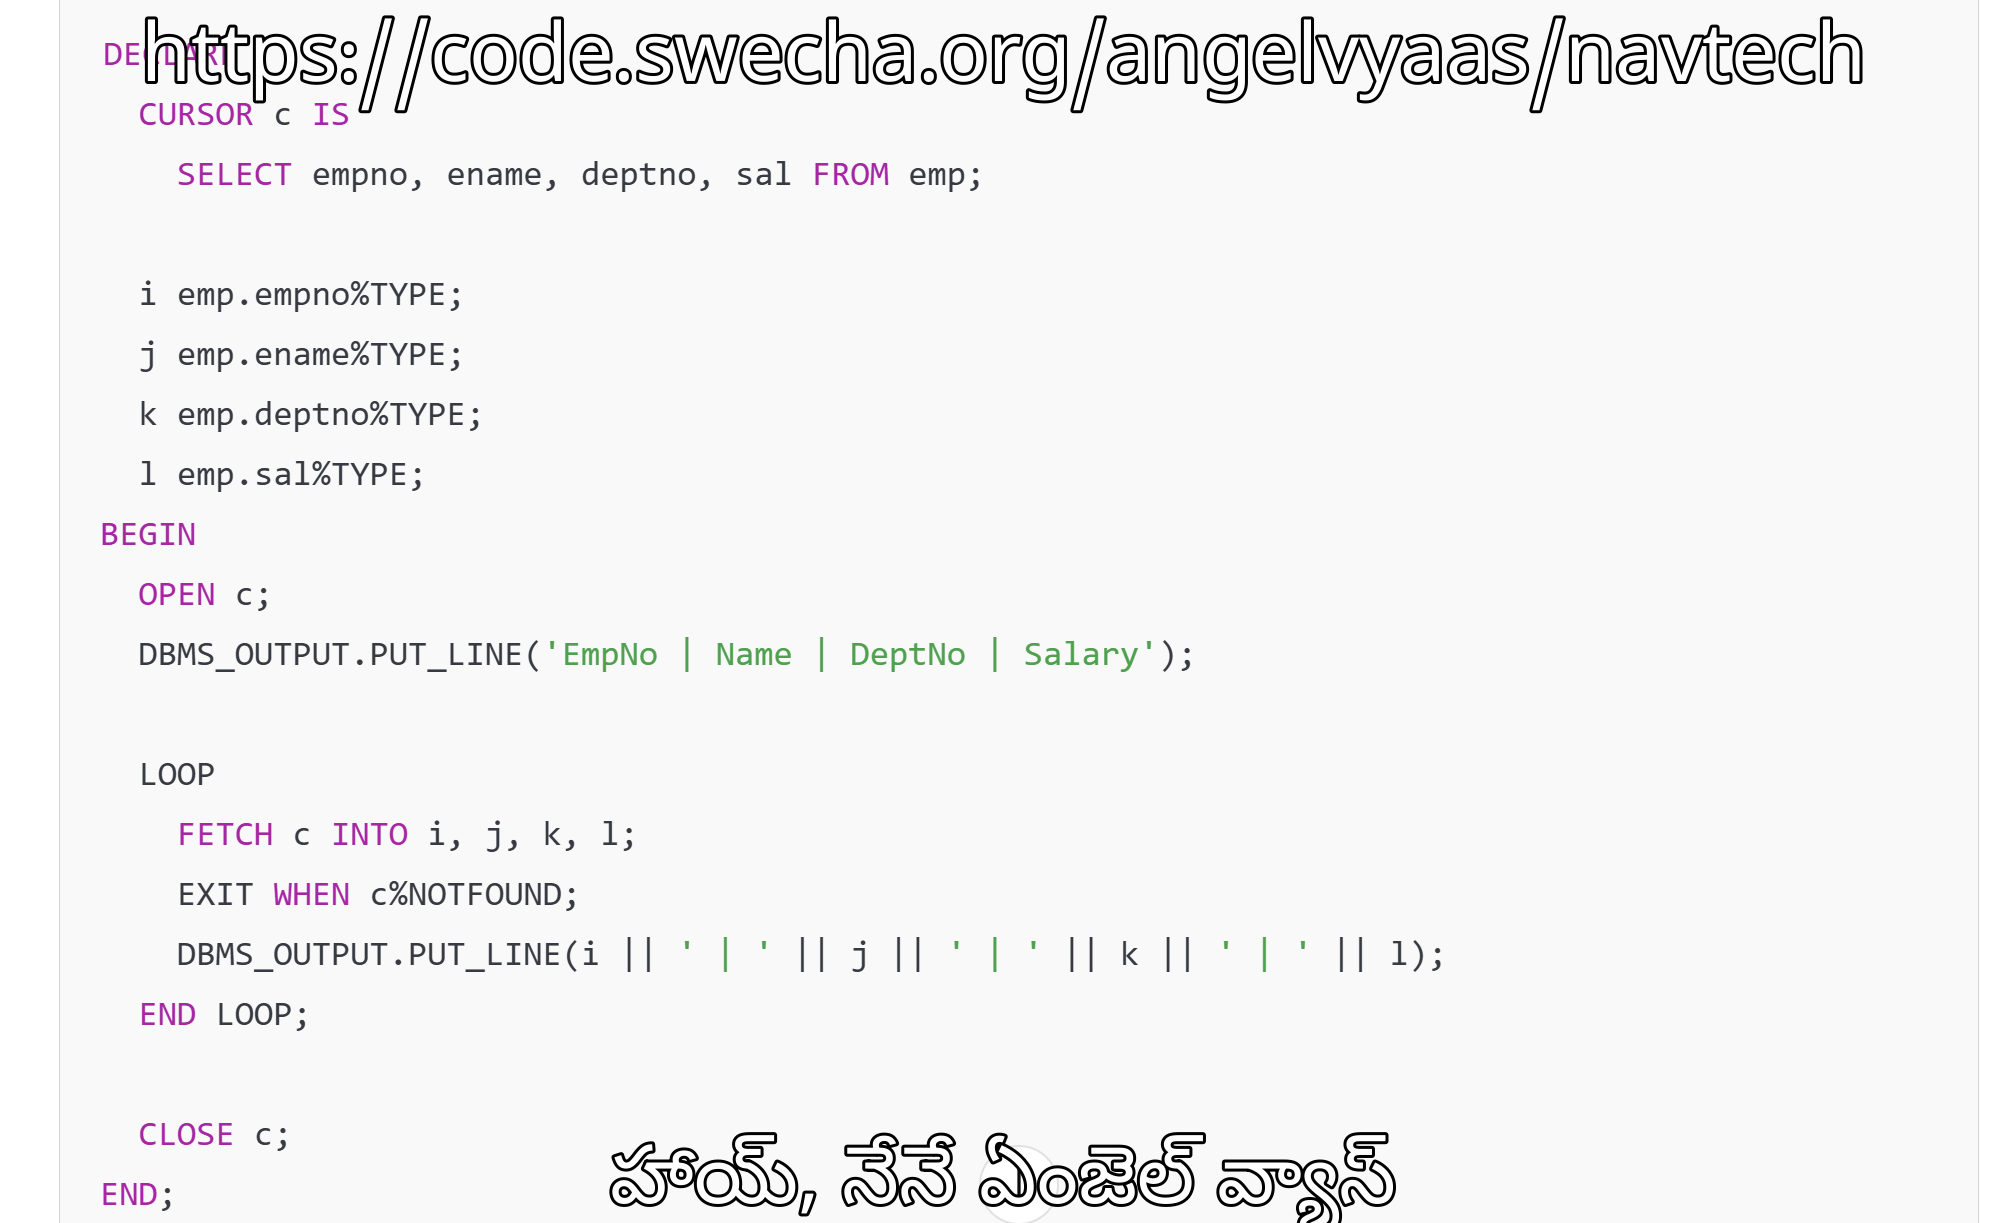 https://code.swecha.org/angelvyaas/navtech
DECLARE
CURSOR c IS
SELECT empno, ename, deptno, sal FROM emp;
i emp.empno%TYPE;
j emp.ename%TYPE;
k emp.deptno%TYPE;
l emp.sal%TYPE;
BEGIN
OPEN c;
DBMS_OUTPUT.PUT_LINE('EmpNo | Name | DeptNo | Salary');
LOOP
FETCH c INTO i, j, k, l;
EXIT WHEN c%NOTFOUND;
DBMS_OUTPUT.PUT_LINE(i || ' | ' || j || ' | ' || k || ' | ' || l);
END LOOP;
CLOSE c;
END;
హాయ్, నేనే ఏంజెల్ వ్యాస్